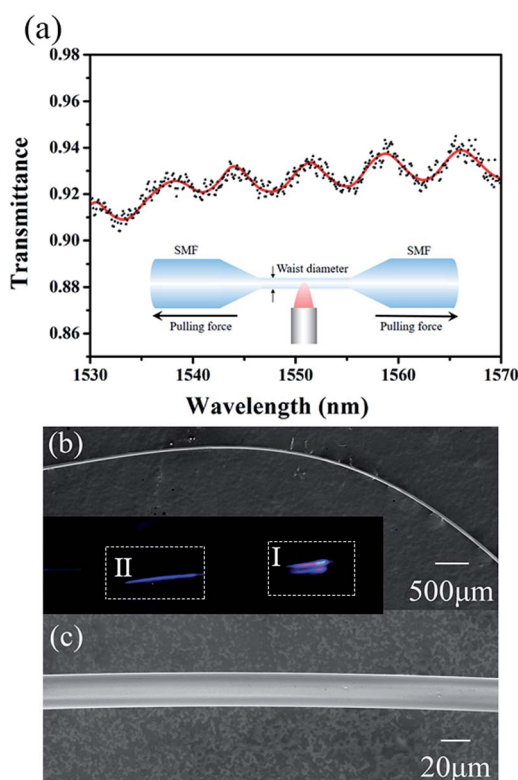 (a)
0.98
0.96
0.94
0.92
0.90
0.88
0.86
Transmittance
SMF
Waist diameter
SMF
Pulling force
Pulling force
1530
1540
1550
1560
1570
Wavelength (nm)
(b)
II
I
500μm
(c)
20μm